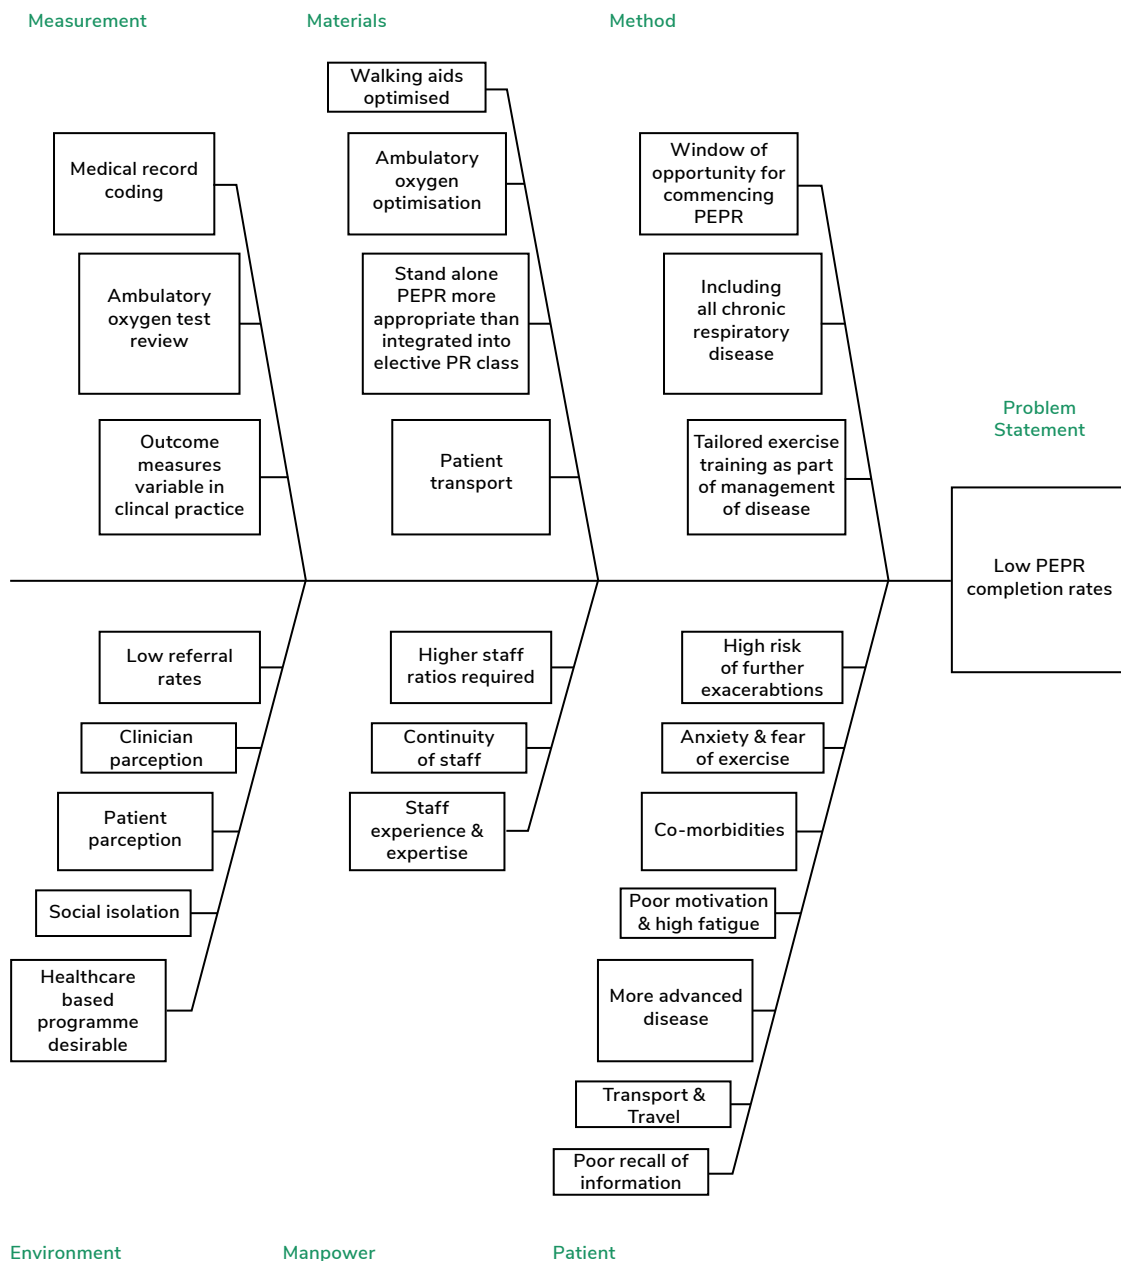 Measurement
Materials
Method
Walking aids
optimised
Medical record
coding
Ambulatory
oxygen
optimisation
Window of
opportunity for
commencing
PEPR
Ambulatory
oxygen test
review
Stand alone
PEPR more
appropriate than
integrated into
elective PR class
Including
all chronic
respiratory
disease
Outcome
measures
variable in
clincal practice
Patient
transport
Tailored exercise
training as part
of management
of disease
Problem
Statement
Low PEPR
completion rates
Low referral
rates
Higher staff
ratios required
High risk
of further
exacerabtions
Clinician
parception
Continuity
of staff
Anxiety & fear
of exercise
Patient
parception
Staff
experience &
expertise
Co-morbidities
Social isolation
Poor motivation
& high fatigue
Healthcare
based
programme
desirable
More advanced
disease
Transport &
Travel
Poor recall of
information
Environment
Manpower
Patient